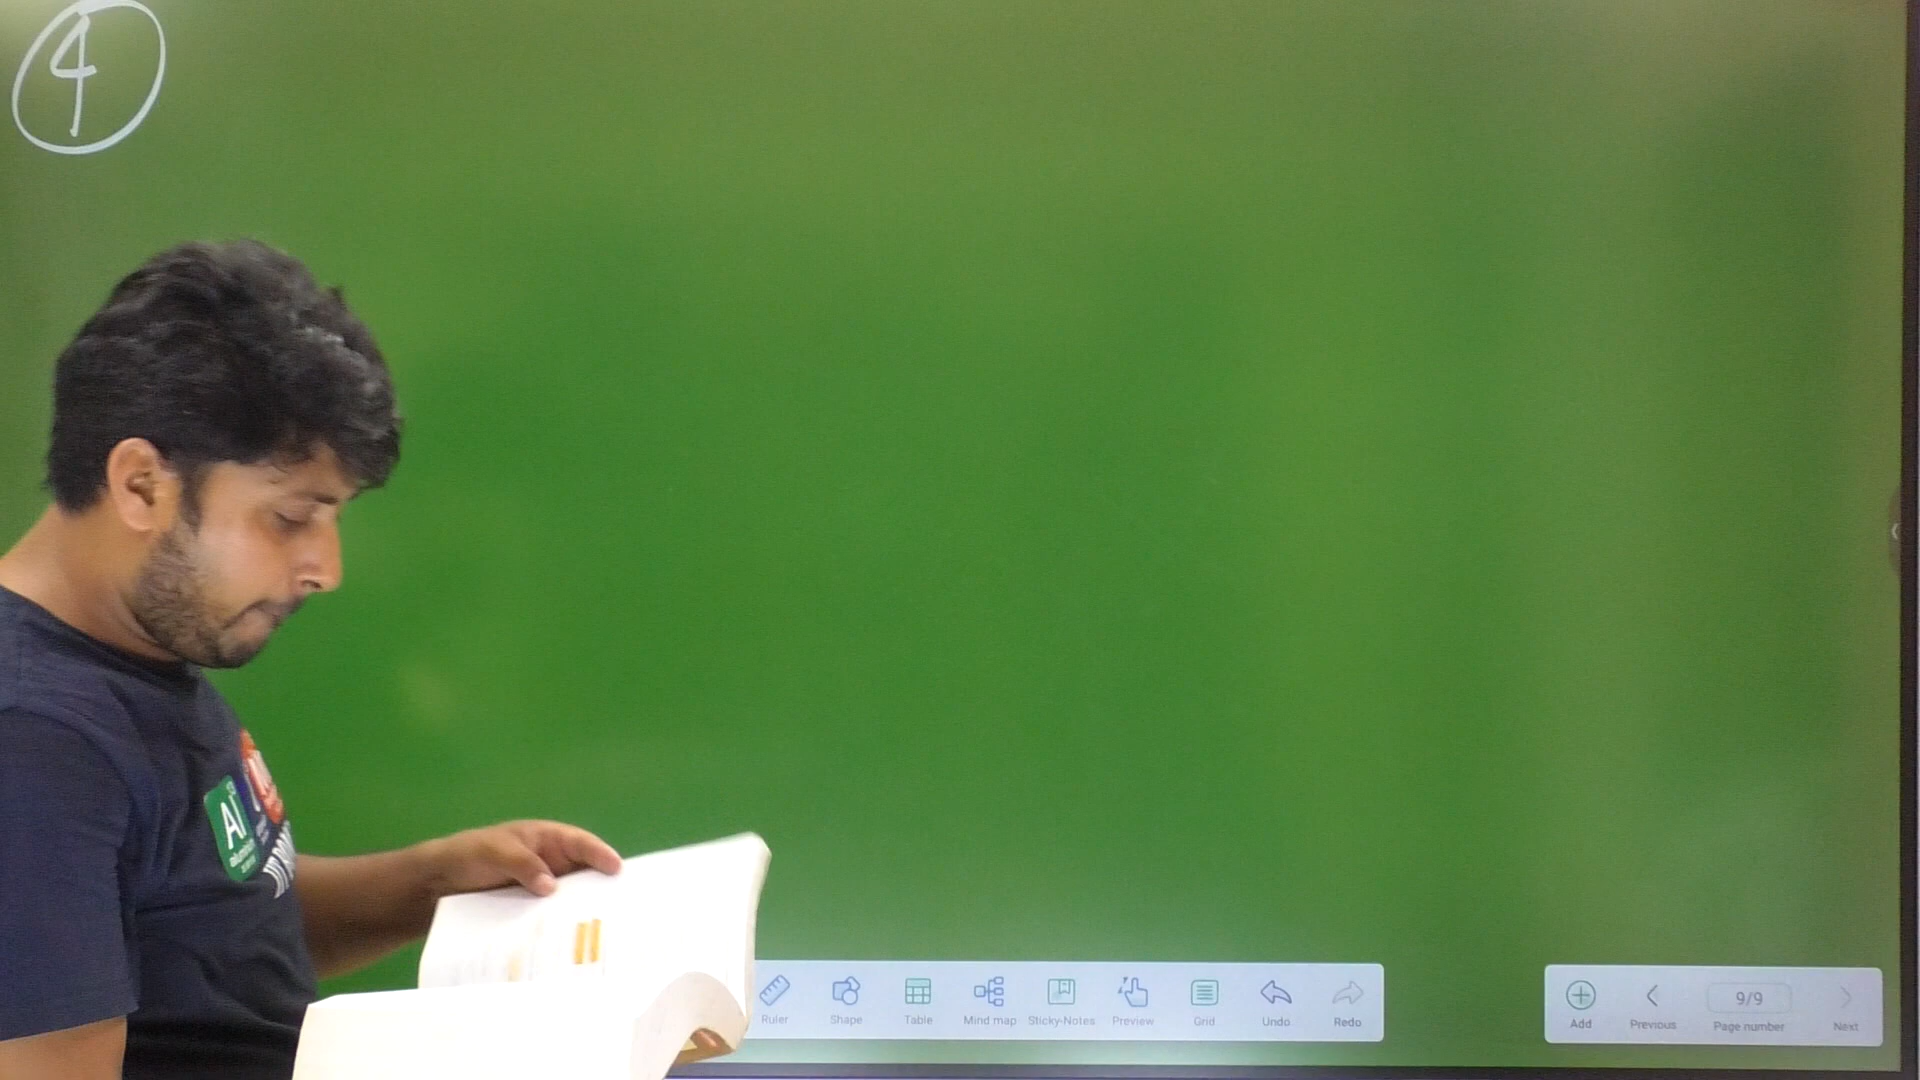 4
Al
Ruler
Shape
Table
Mind map
Sticky-Notes
Preview
Grid
Undo
Redo
Add
Previous
9/9
Page number
Next